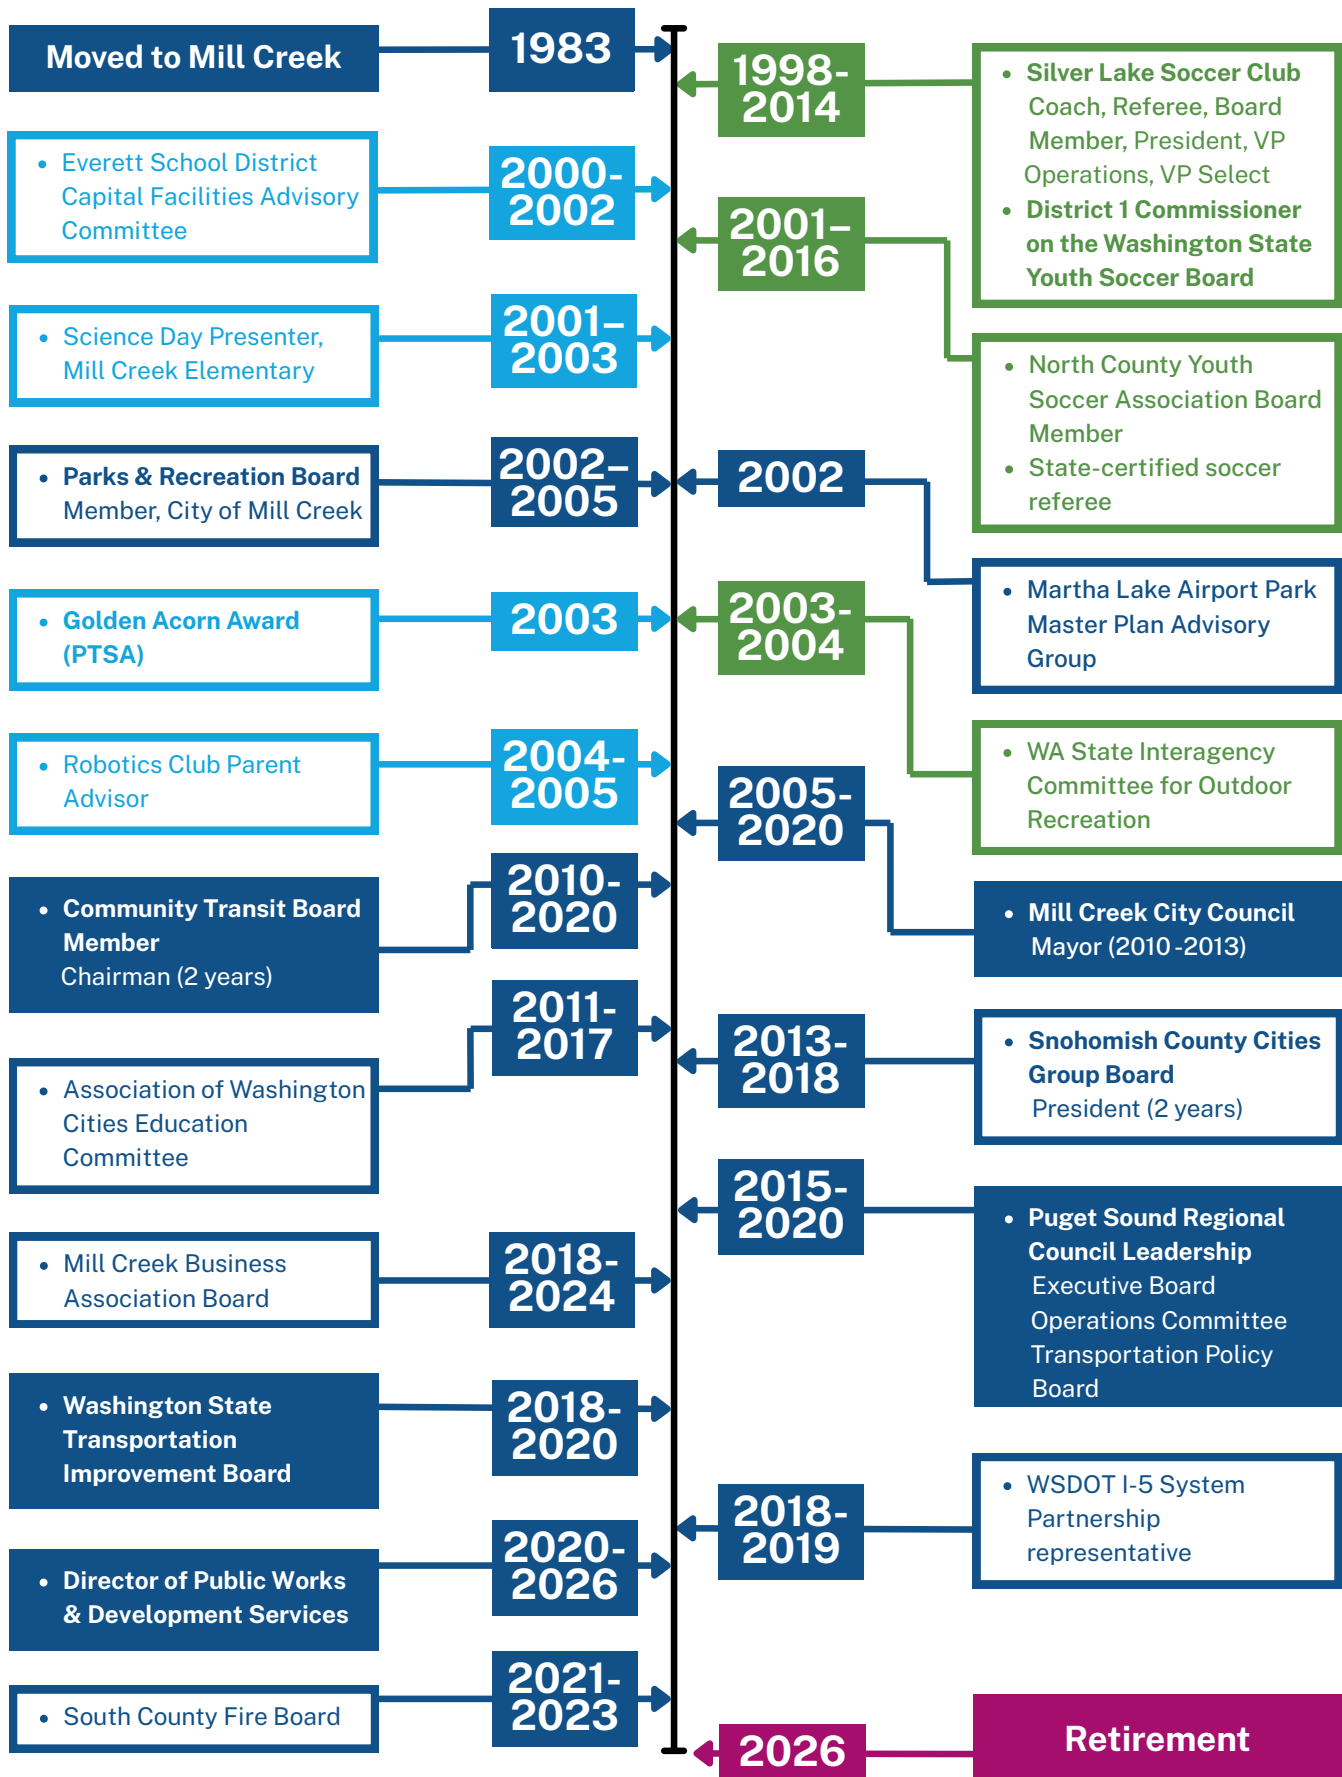 Moved to Mill Creek
1983
1998-
2014
• Silver Lake Soccer Club
Coach, Referee, Board
Member, President, VP
Operations, VP Select
• District 1 Commissioner
on the Washington State
Youth Soccer Board
• Everett School District
Capital Facilities Advisory
Committee
2000-
2002
2001–
2016
• North County Youth
Soccer Association Board
Member
• State-certified soccer
referee
• Science Day Presenter,
Mill Creek Elementary
2001–
2003
• Parks & Recreation Board
Member, City of Mill Creek
2002–
2005
2002
• Martha Lake Airport Park
Master Plan Advisory
Group
• Golden Acorn Award
(PTSA)
2003
2003-
2004
• WA State Interagency
Committee for Outdoor
Recreation
• Robotics Club Parent
Advisor
2004-
2005
2005-
2020
• Mill Creek City Council
Mayor (2010 -2013)
• Community Transit Board
Member
Chairman (2 years)
2010-
2020
• Association of Washington
Cities Education
Committee
2011-
2017
2013-
2018
• Snohomish County Cities
Group Board
President (2 years)
2015-
2020
• Puget Sound Regional
Council Leadership
Executive Board
Operations Committee
Transportation Policy
Board
• Mill Creek Business
Association Board
2018-
2024
• Washington State
Transportation
Improvement Board
2018-
2020
2018-
2019
• WSDOT I-5 System
Partnership
representative
• Director of Public Works
& Development Services
2020-
2026
• South County Fire Board
2021-
2023
2026
Retirement